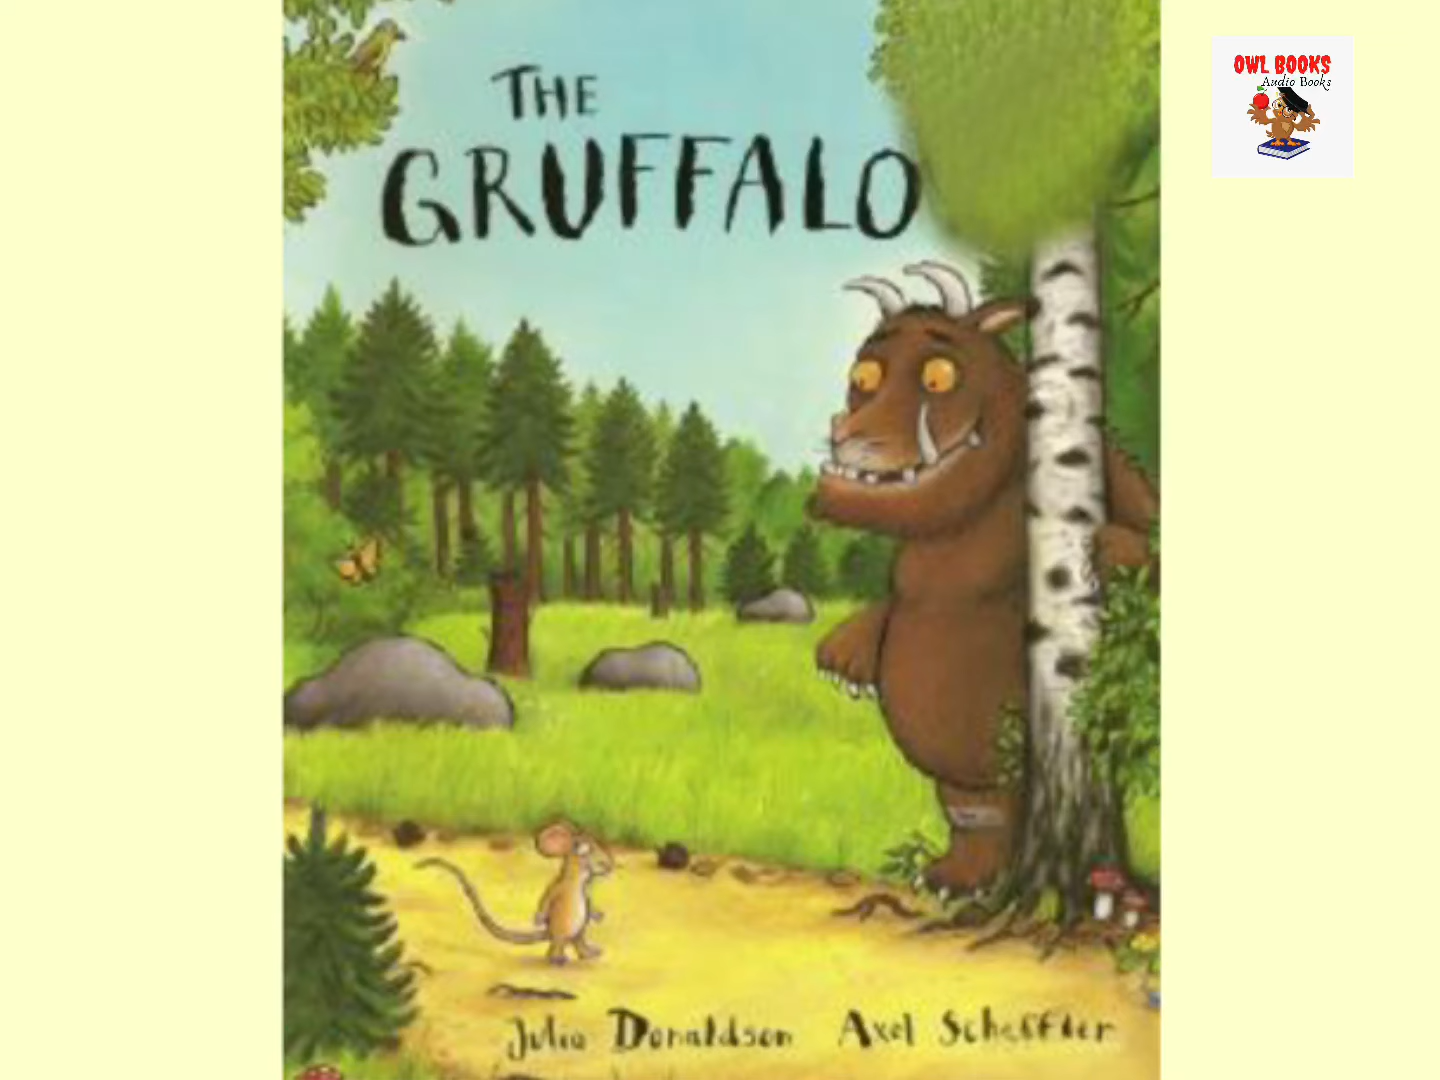 THE
GRUFFALO
OWL BOOKS
Audio Books
Julia Donaldson Axel Scheffler